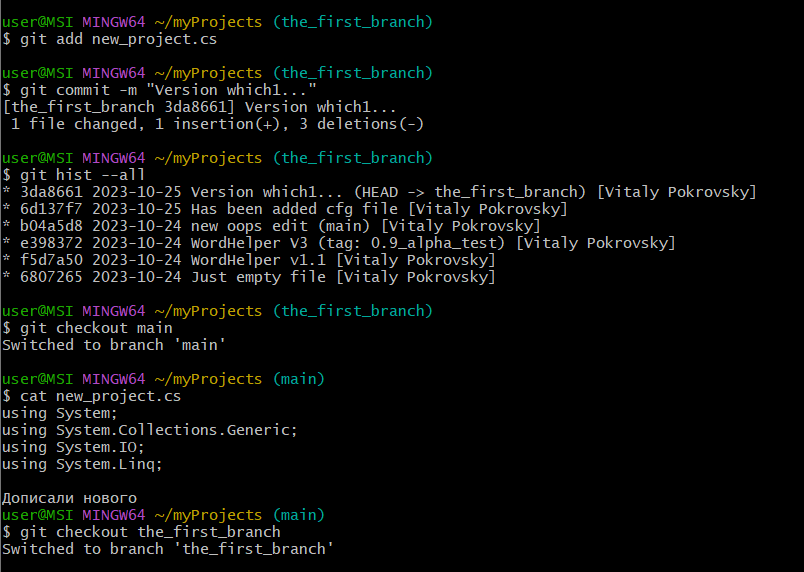 user@MSI MINGW64 ~/myProjects (the_first_branch)
$ git add new_project.cs
user@MSI MINGW64 ~/myProjects (the_first_branch)
$ git commit -m "Version which1..."
[the_first_branch 3da8661] Version which1...
1 file changed, 1 insertion(+), 3 deletions(-)
user@MSI MINGW64 ~/myProjects (the_first_branch)
$ git hist --all
* 3da8661 2023-10-25 Version which1... (HEAD -> the_first_branch) [Vitaly Pokrovsky]
* 6d137f7 2023-10-25 Has been added cfg file [Vitaly Pokrovsky]
* b04a5d8 2023-10-24 new oops edit (main) [Vitaly Pokrovsky]
* e398372 2023-10-24 WordHelper V3 (tag: 0.9_alpha_test) [Vitaly Pokrovsky]
* f5d7a50 2023-10-24 WordHelper v1.1 [Vitaly Pokrovsky]
* 6807265 2023-10-24 Just empty file [Vitaly Pokrovsky]
user@MSI MINGW64 ~/myProjects (the_first_branch)
$ git checkout main
Switched to branch 'main'
user@MSI MINGW64 ~/myProjects (main)
$ cat new_project.cs
using System;
using System.Collections.Generic;
using System.IO;
using System.Linq;
Дописали нового
user@MSI MINGW64 ~/myProjects (main)
$ git checkout the_first_branch
Switched to branch 'the_first_branch'